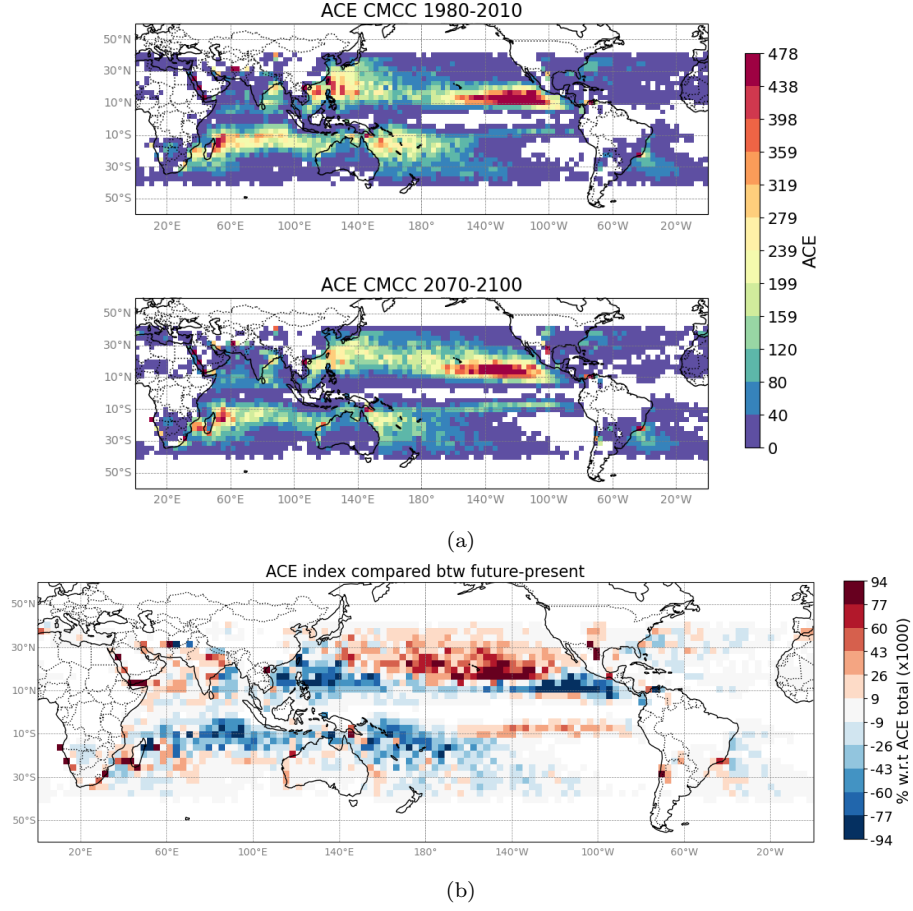 ACE CMCC 1980-2010
50°N
30°N
10°N
10°S
30°S
50°S
20°E 60°E 100°E 140°E 180° 140°W 100°W 60°W 20°W
478
438
398
359
319
279
239
199
159
120
80
40
0
ACE
ACE CMCC 2070-2100
50°N
30°N
10°N
10°S
30°S
50°S
20°E 60°E 100°E 140°E 180° 140°W 100°W 60°W 20°W
(a)
ACE index compared btw future-present
50°N
30°N
10°N
10°S
30°S
50°S
20°E 60°E 100°E 140°E 180° 140°W 100°W 60°W 20°W
94
77
60
43
26
9
-9
-26
-43
-60
-77
-94
% w.r.t ACE total (x1000)
(b)